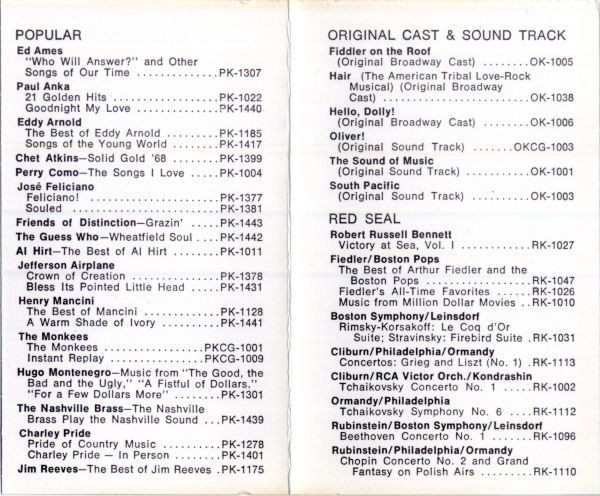 POPULAR
Ed Ames
"Who Will Answer?" and Other
Songs of Our Time ............. PK-1307
Paul Anka
21 Golden Hits ................ PK-1022
Goodnight My Love ............. PK-1440
Eddy Arnold
The Best of Eddy Arnold ....... PK-1185
Songs of the Young World ...... PK-1417
Chet Atkins—Solid Gold '68 .... PK-1399
Perry Como—The Songs I Love ..... PK-1004
José Feliciano
Feliciano! .................... PK-1377
Souled ........................ PK-1381
Friends of Distinction—Grazin' ..... PK-1443
The Guess Who—Wheatfield Soul .... PK-1442
Al Hirt—The Best of Al Hirt ....... PK-1011
Jefferson Airplane
Crown of Creation ............. PK-1378
Bless Its Pointed Little Head ..... PK-1431
Henry Mancini
The Best of Mancini ........... PK-1128
A Warm Shade of Ivory ......... PK-1441
The Monkees
The Monkees ................. PKCG-1001
Instant Replay .............. PKCG-1009
Hugo Montenegro—Music from "The Good, the
Bad and the Ugly," "A Fistful of Dollars,"
"For a Few Dollars More" ...... PK-1301
The Nashville Brass—The Nashville
Brass Play the Nashville Sound ... PK-1439
Charley Pride
Pride of Country Music ........ PK-1278
Charley Pride — In Person ..... PK-1401
Jim Reeves—The Best of Jim Reeves . PK-1175
ORIGINAL CAST & SOUND TRACK
Fiddler on the Roof
(Original Broadway Cast) ....... OK-1005
Hair (The American Tribal Love-Rock
Musical) (Original Broadway
Cast) ......................... OK-1038
Hello, Dolly!
(Original Broadway Cast) ....... OK-1006
Oliver!
(Original Sound Track) ........ OKCG-1003
The Sound of Music
(Original Sound Track) ......... OK-1001
South Pacific
(Original Sound Track) ......... OK-1003
RED SEAL
Robert Russell Bennett
Victory at Sea, Vol. I ......... RK-1027
Fiedler/Boston Pops
The Best of Arthur Fiedler and the
Boston Pops ................... RK-1047
Fiedler's All-Time Favorites ...... RK-1026
Music from Million Dollar Movies .. RK-1010
Boston Symphony/Leinsdorf
Rimsky-Korsakoff: Le Coq d'Or
Suite; Stravinsky: Firebird Suite . RK-1031
Cliburn/Philadelphia/Ormandy
Concertos: Grieg and Liszt (No. 1) . RK-1113
Cliburn/RCA Victor Orch./Kondrashin
Tchaikovsky Concerto No. 1 ..... RK-1002
Ormandy/Philadelphia
Tchaikovsky Symphony No. 6 .... RK-1112
Rubinstein/Boston Symphony/Leinsdorf
Beethoven Concerto No. 1 ....... RK-1096
Rubinstein/Philadelphia/Ormandy
Chopin Concerto No. 2 and Grand
Fantasy on Polish Airs ......... RK-1110